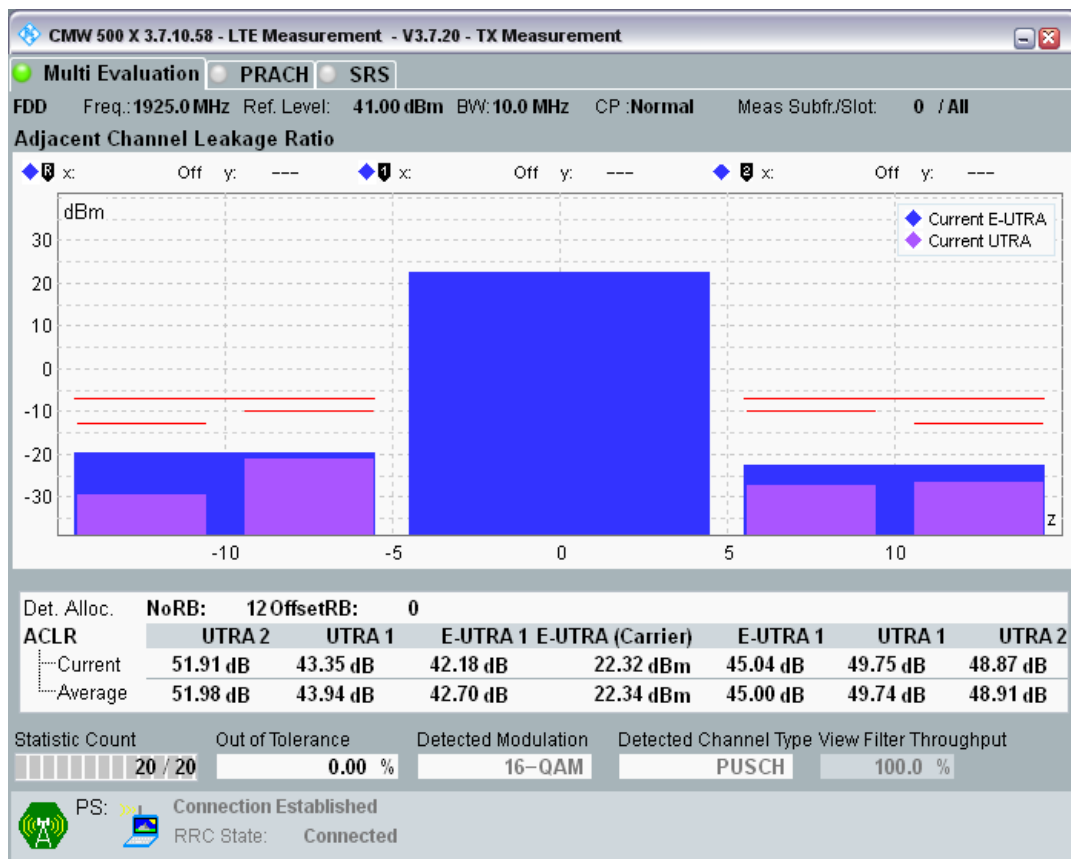 CMW 500 X 3.7.10.58 - LTE Measurement - V3.7.20 - TX Measurement
Multi Evaluation PRACH SRS
FDD Freq.: 1925.0 MHz Ref. Level: 41.00 dBm BW: 10.0 MHz CP : Normal Meas Subfr./Slot: 0 / All
Adjacent Channel Leakage Ratio
R x: Off y: --- 1 x: Off y: --- 2 x: Off y: ---
dBm
Current E-UTRA
Current UTRA
30
20
10
0
-10
-20
-30
z
-10 -5 0 5 10
Det. Alloc. NoRB: 12 OffsetRB: 0
ACLR UTRA 2 UTRA 1 E-UTRA 1 E-UTRA (Carrier) E-UTRA 1 UTRA 1 UTRA 2
Current 51.91 dB 43.35 dB 42.18 dB 22.32 dBm 45.04 dB 49.75 dB 48.87 dB
Average 51.98 dB 43.94 dB 42.70 dB 22.34 dBm 45.00 dB 49.74 dB 48.91 dB
Statistic Count Out of Tolerance Detected Modulation Detected Channel Type View Filter Throughput
20 / 20 0.00 % 16-QAM PUSCH 100.0 %
PS: Connection Established
RRC State: Connected